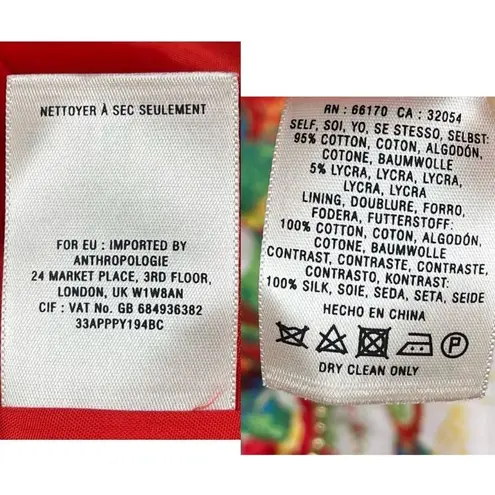 NETTOYER À SEC SEULEMENT
FOR EU : IMPORTED BY
ANTHROPOLOGIE
24 MARKET PLACE, 3RD FLOOR,
LONDON, UK W1W8AN
CIF : VAT No. GB 684936382
33APPPY194BC
RN : 66170 CA : 32054
SELF, SOI, YO, SE STESSO, SELBST:
95% COTTON, COTON, ALGODÓN,
COTONE, BAUMWOLLE
5% LYCRA, LYCRA, LYCRA,
LYCRA, LYCRA
LINING, DOUBLURE, FORRO,
FODERA, FUTTERSTOFF:
100% COTTON, COTON, ALGODÓN,
COTONE, BAUMWOLLE
CONTRAST, CONTRASTE, CONTRASTE,
CONTRASTO, KONTRAST:
100% SILK, SOIE, SEDA, SETA, SEIDE
HECHO EN CHINA
P
DRY CLEAN ONLY